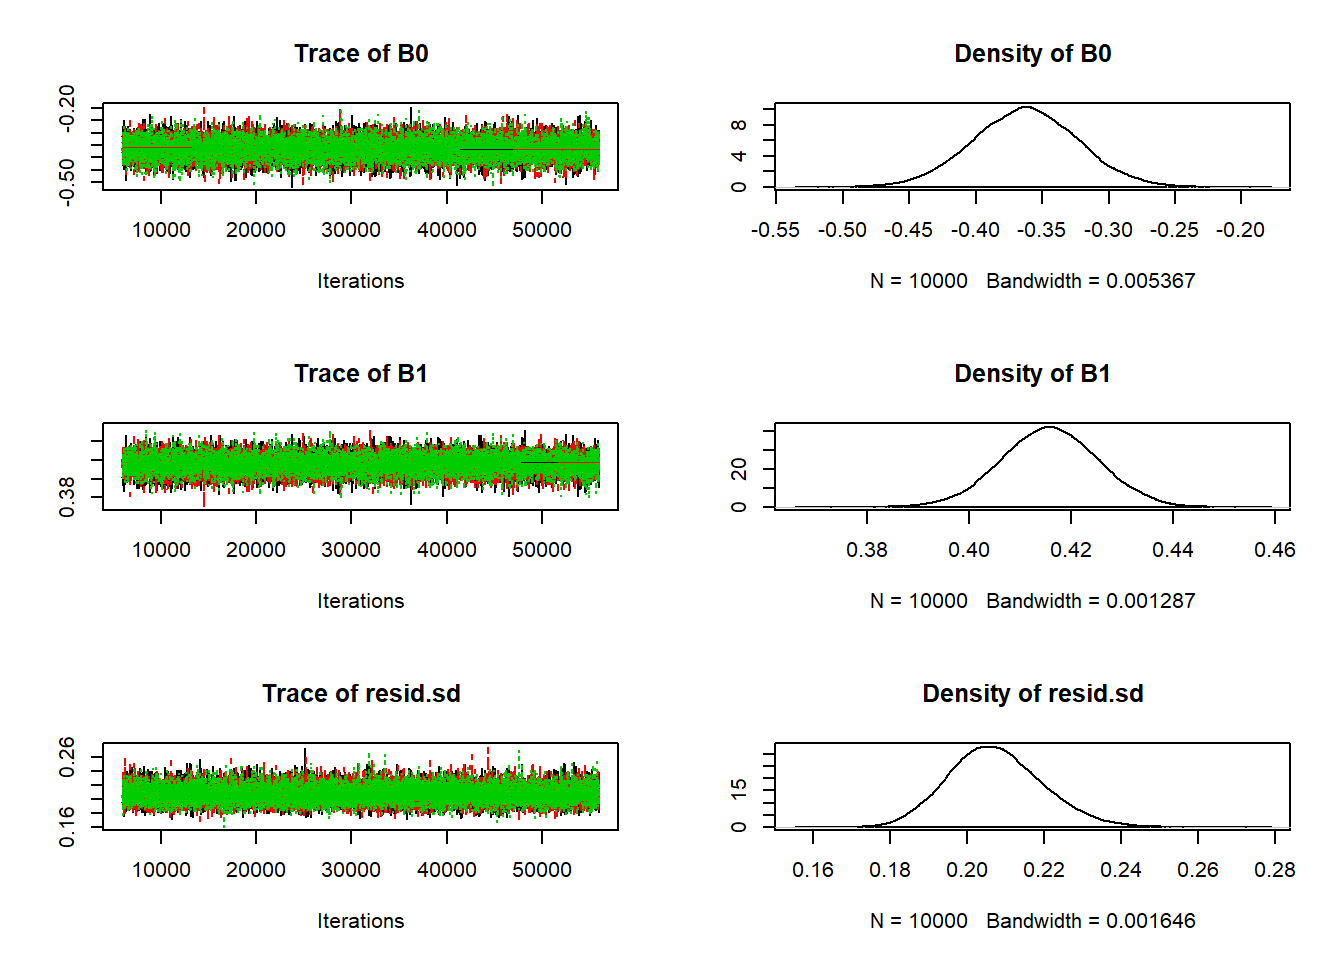 Trace of B0
-0.50 -0.20
10000 20000 30000 40000 50000
Iterations
Density of B0
0 4 8
-0.55 -0.50 -0.45 -0.40 -0.35 -0.30 -0.25 -0.20
N = 10000 Bandwidth = 0.005367
Trace of B1
0.38
10000 20000 30000 40000 50000
Iterations
Density of B1
0 20
0.38 0.40 0.42 0.44 0.46
N = 10000 Bandwidth = 0.001287
Trace of resid.sd
0.16 0.26
10000 20000 30000 40000 50000
Iterations
Density of resid.sd
0 15
0.16 0.18 0.20 0.22 0.24 0.26 0.28
N = 10000 Bandwidth = 0.001646